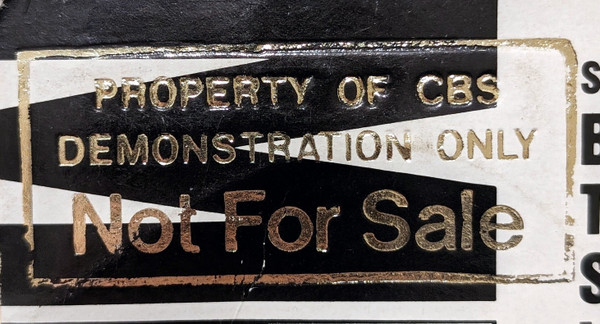 PROPERTY OF CBS
DEMONSTRATION ONLY
Not For Sale
S
B
T
S